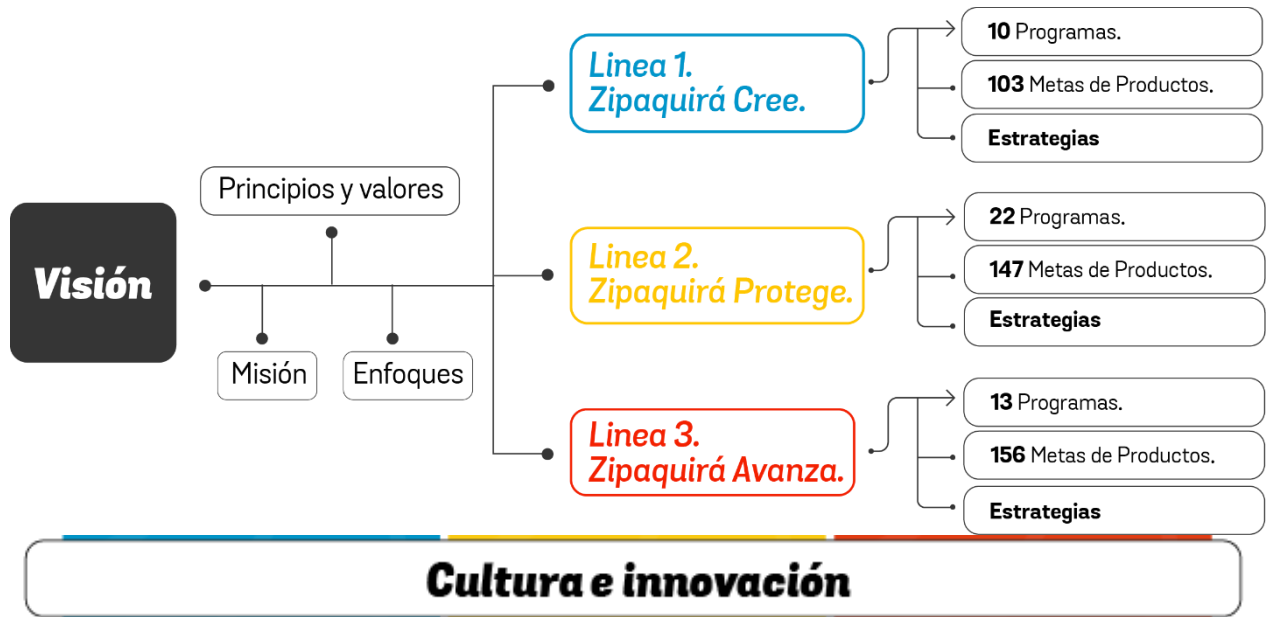 Visión
Principios y valores
Misión
Enfoques
Linea 1.
Zipaquirá Cree.
10 Programas.
103 Metas de Productos.
Estrategias
Linea 2.
Zipaquirá Protege.
22 Programas.
147 Metas de Productos.
Estrategias
Linea 3.
Zipaquirá Avanza.
13 Programas.
156 Metas de Productos.
Estrategias
Cultura e innovación